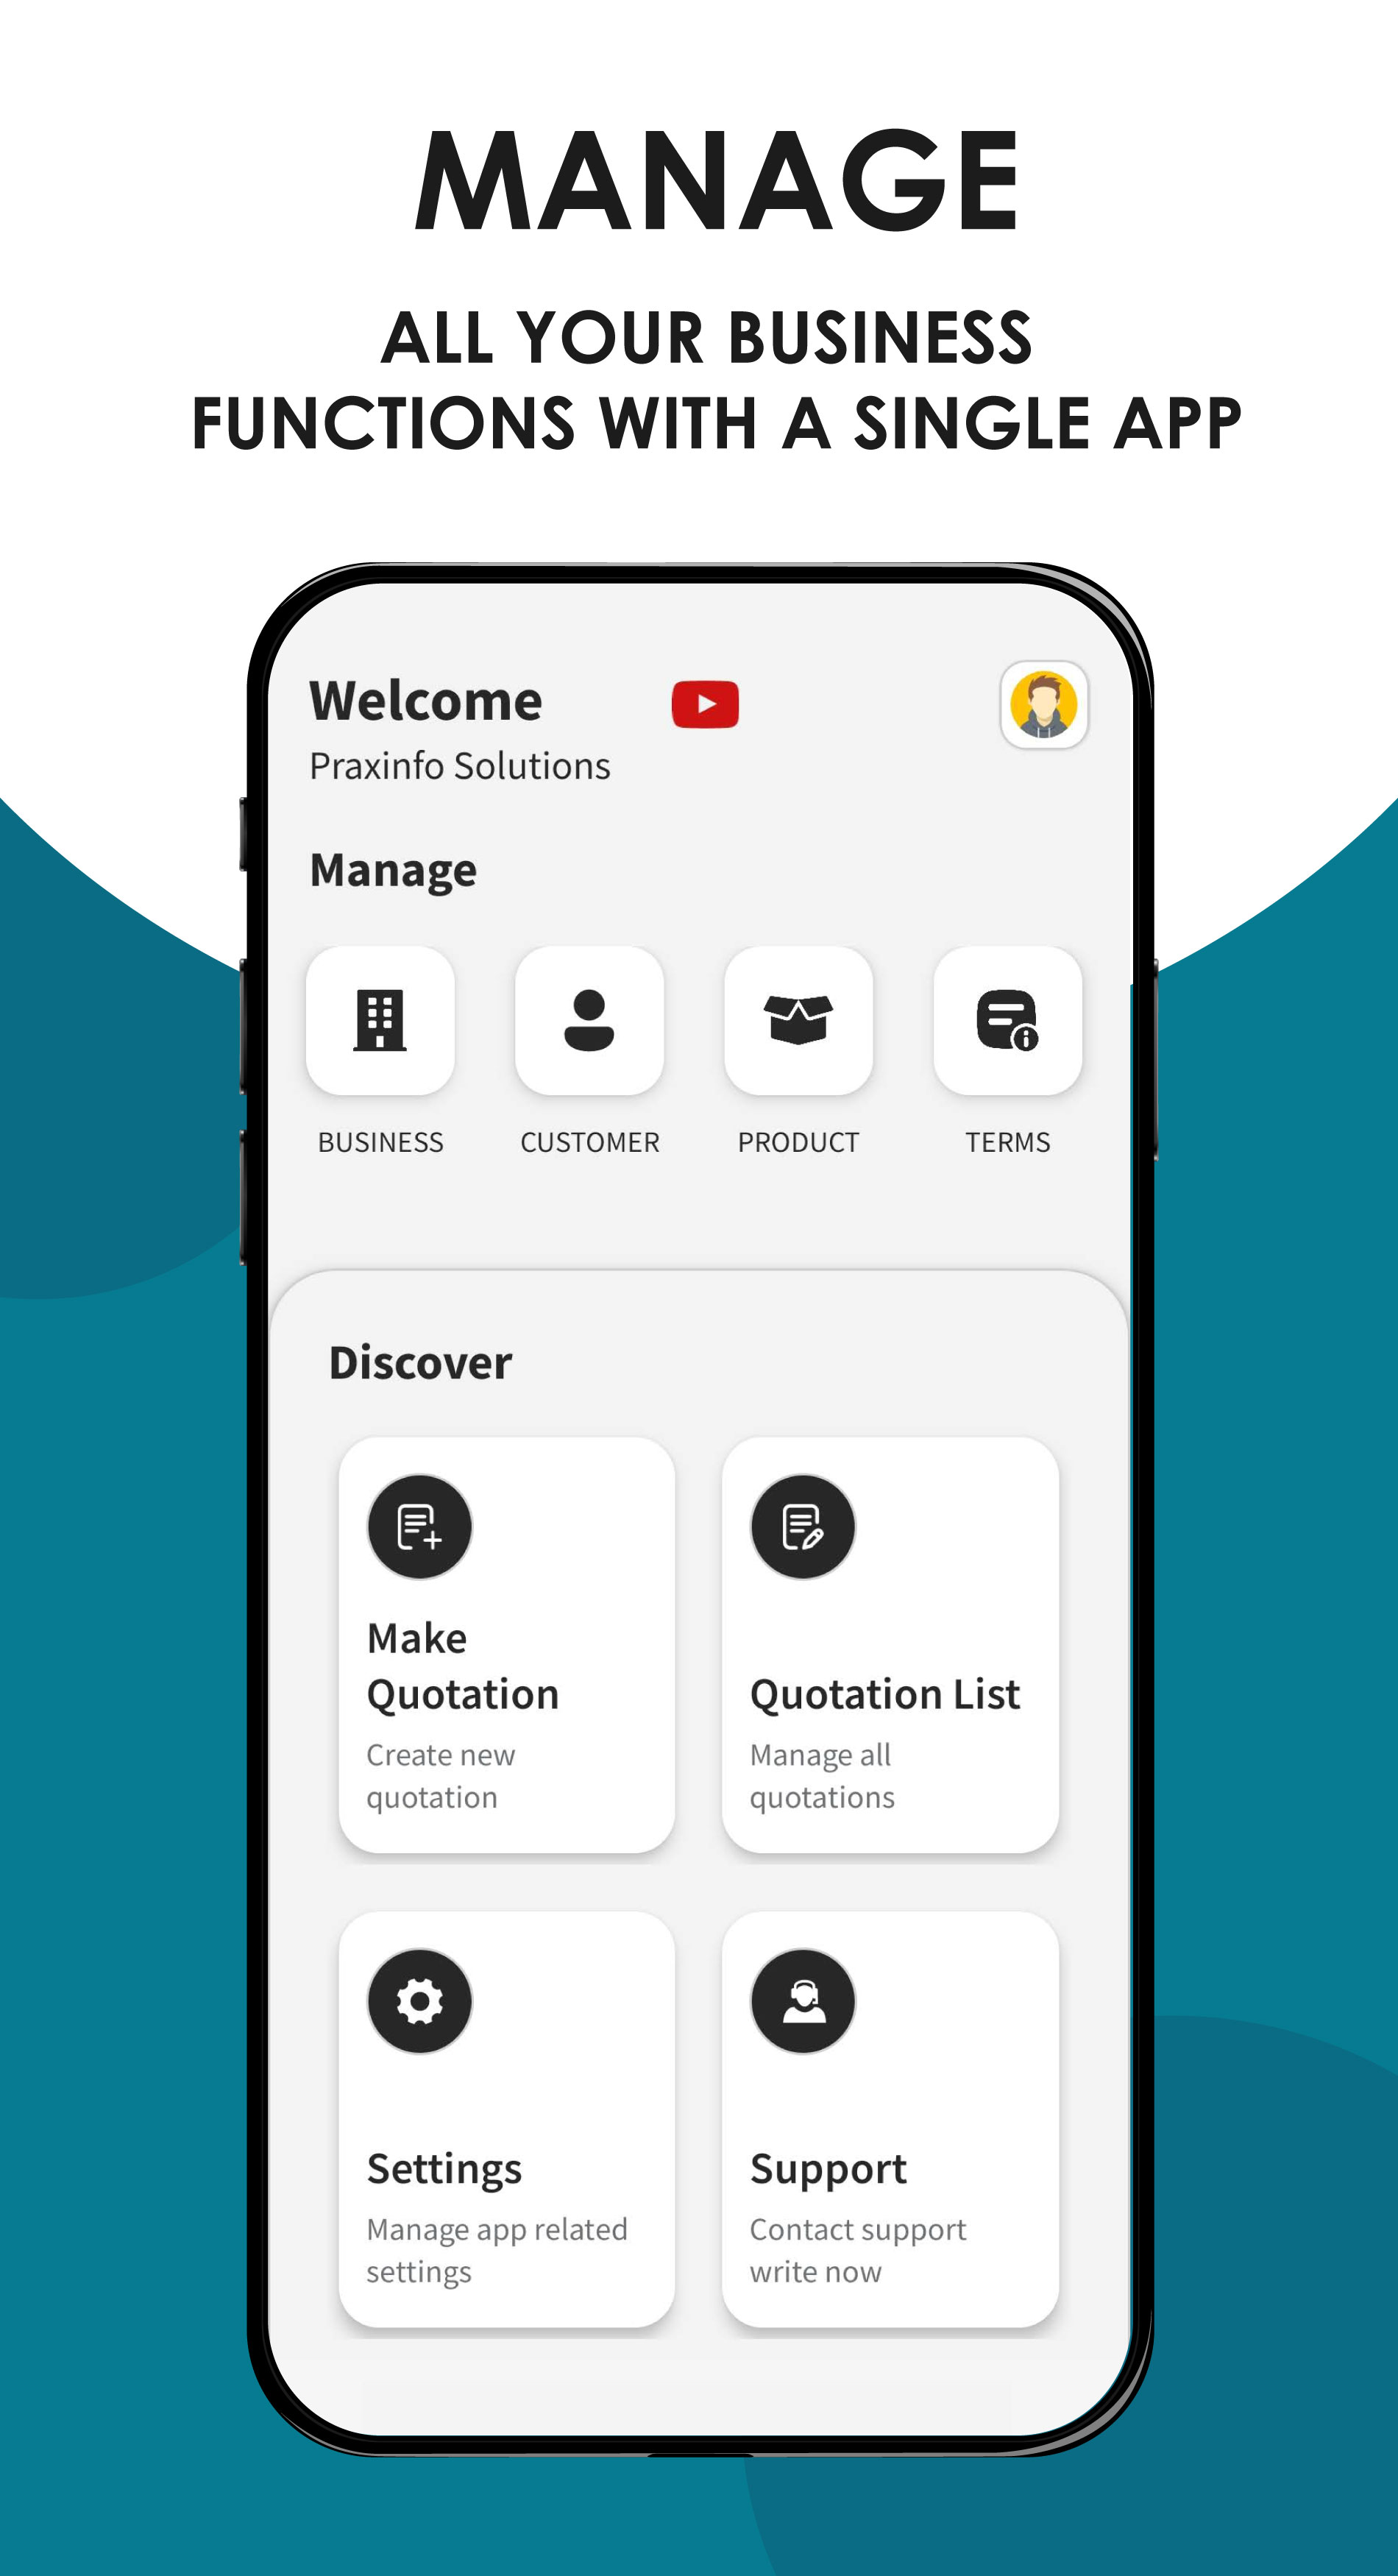 MANAGE
ALL YOUR BUSINESS
FUNCTIONS WITH A SINGLE APP
Welcome
Praxinfo Solutions
Manage
BUSINESS CUSTOMER PRODUCT TERMS
Discover
Make
Quotation
Create new
quotation
Quotation List
Manage all
quotations
Settings
Manage app related
settings
Support
Contact support
write now